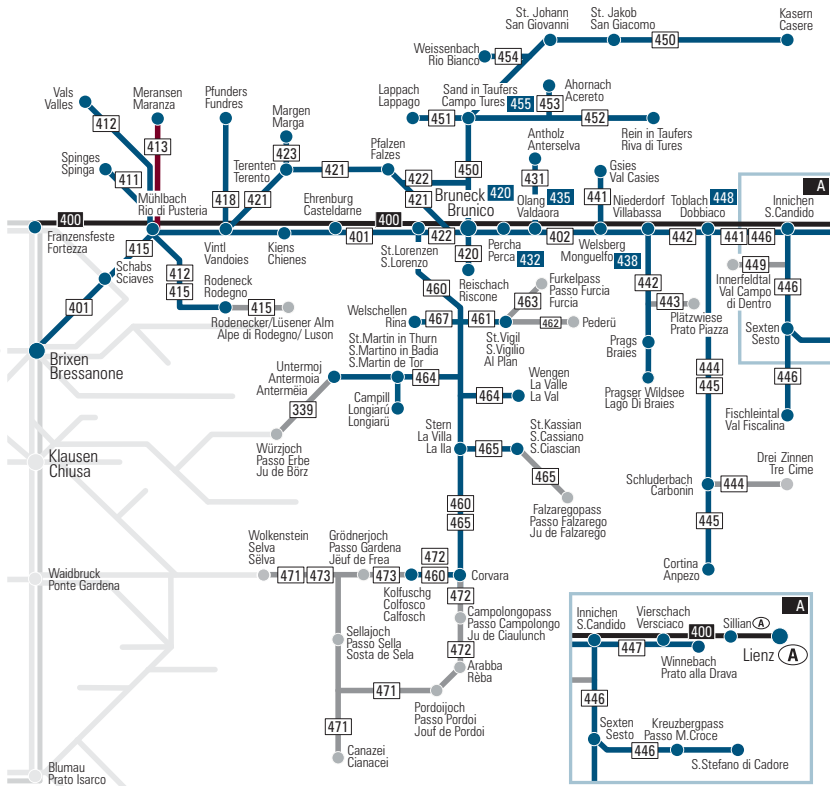 St. Johann
San Giovanni
St. Jakob
San Giacomo
Kasern
Casere
450
Weissenbach
Rio Bianco
454
Vals
Valles
Meransen
Maranza
Pfunders
Fundres
Lappach
Lappago
Sand in Taufers
Campo Tures
455
Ahornach
Acereto
453
412
413
Margen
Marga
451
452
Rein in Taufers
Riva di Tures
Spinges
Spinga
411
423
Terenten
Terento
421
Pfalzen
Falzes
422
450
Antholz
Anterselva
431
Gsies
Val Casies
441
A
Mühlbach
Rio di Pusteria
418
421
Ehrenburg
Casteldarne
421
Bruneck
Brunico
420
Olang
Valdaora
435
Niederdorf
Villabassa
Toblach
Dobbiaco
448
Innichen
S.Candido
400
400
Franzensfeste
Fortezza
415
Vintl
Vandoies
Kiens
Chienes
401
422
St.Lorenzen
S.Lorenzo
420
Percha
Perca
432
402
Welsberg
Monguelfo
438
442
441
446
Schabs
Sciaves
412
415
Rodeneck
Rodegno
415
Rodenecker/Lüsener Alm
Alpe di Rodegno/ Luson
460
Reischach
Riscone
Furkelpass
Passo Furcia
Furcia
463
442
443
Plätzwiese
Prato Piazza
449
Innerfeldtal
Val Campo
di Dentro
446
401
Welschellen
Rina
467
461
462
Pederü
St.Vigil
S.Vigilio
Al Plan
Prags
Braies
Sexten
Sesto
Brixen
Bressanone
St.Martin in Thurn
S.Martino in Badia
S.Martin de Tor
464
Untermoj
Antermoia
Antermëia
339
Campill
Longiarú
Longiarü
Wengen
La Valle
La Val
464
Pragser Wildsee
Lago Di Braies
444
445
446
Fischleintal
Val Fiscalina
Würzjoch
Passo Erbe
Ju de Börz
Stern
La Villa
La Ila
465
St.Kassian
S.Cassiano
S.Ciascian
465
Klausen
Chiusa
Falzaregopass
Passo Falzarego
Ju de Falzarego
Schluderbach
Carbonin
444
Drei Zinnen
Tre Cime
460
465
445
Wolkenstein
Selva
Sëlva
Grödnerjoch
Passo Gardena
Jëuf de Frea
472
471
473
473
460
Corvara
Cortina
Anpezo
Waidbruck
Ponte Gardena
Kolfuschg
Colfosco
Calfosch
472
Campolongopass
Passo Campolongo
Ju de Ciaulunch
Sellajoch
Passo Sella
Sosta de Sela
472
Arabba
Rèba
471
Pordoijoch
Passo Pordoi
Jouf de Pordoi
471
Canazei
Cianacei
Blumau
Prato Isarco
A
Innichen
S.Candido
Vierschach
Versciaco
400
Sillian A
Lienz A
447
Winnebach
Prato alla Drava
446
Sexten
Sesto
Kreuzbergpass
Passo M.Croce
446
S.Stefano di Cadore